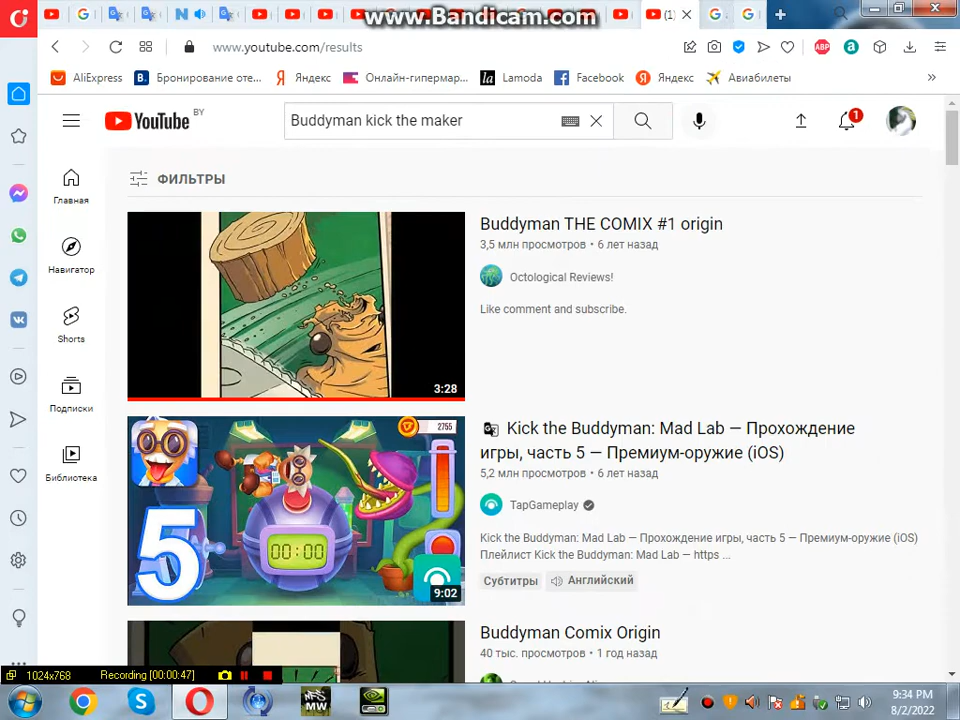 www.Bandicam.com
(1)
www.youtube.com/results
ABP
a
AliExpress
B.
Бронирование оте...
Я
Яндекс
Онлайн-гипермар...
la
Lamoda
Facebook
Я
Яндекс
Авиабилеты
»
YouTube
BY
Buddyman kick the maker
1
ФИЛЬТРЫ
Главная
Навигатор
Shorts
Подписки
Библиотека
3:28
Buddyman THE COMIX #1 origin
3,5 млн просмотров • 6 лет назад
Octological Reviews!
Like comment and subscribe.
2755
5
00:00
9:02
Kick the Buddyman: Mad Lab — Прохождение
игры, часть 5 — Премиум-оружие (iOS)
5,2 млн просмотров • 6 лет назад
TapGameplay
Kick the Buddyman: Mad Lab — Прохождение игры, часть 5 — Премиум-оружие (iOS)
Плейлист Kick the Buddyman: Mad Lab — https ...
Субтитры
Английский
Buddyman Comix Origin
40 тыс. просмотров • 1 год назад
1024x768
Recording [00:00:47]
MW
9:34 PM
8/2/2022